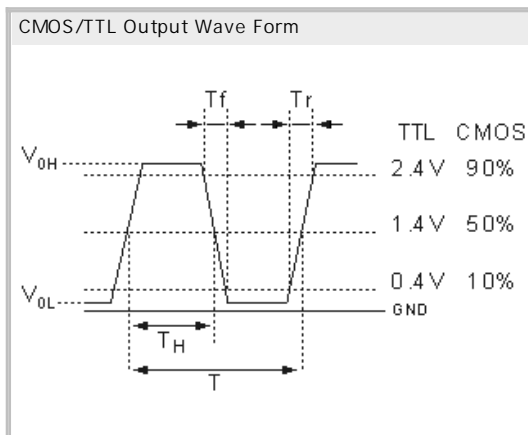 CMOS/TTL Output Wave Form
Tf Tr
TTL CMOS
V0H 2.4V 90%
1.4V 50%
0.4V 10%
V0L
GND
TH
T